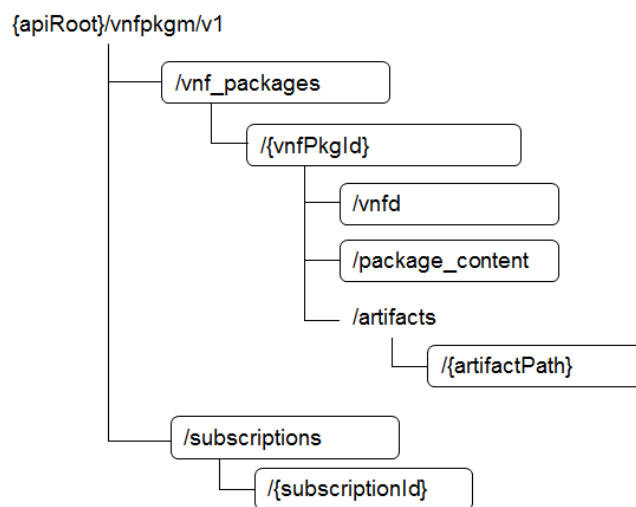 {apiRoot}/vnfpkgm/v1
/vnf_packages
/{vnfPkgId}
/vnfd
/package_content
/artifacts
/{artifactPath}
/subscriptions
/{subscriptionId}